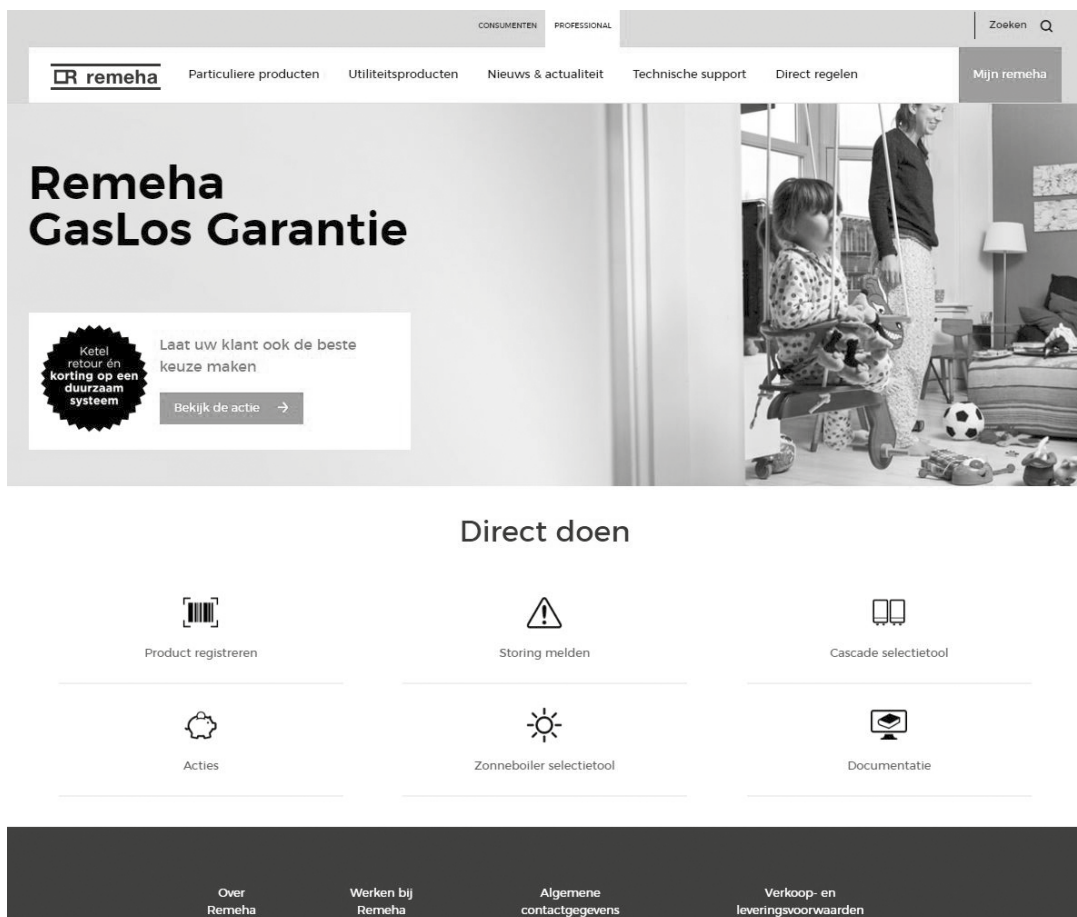 CONSUMENTEN PROFESSIONAL Zoeken
remeha Particuliere producten Utiliteitsproducten Nieuws & actualiteit Technische support Direct regelen Mijn remeha
Remeha
GasLos Garantie
Ketel
retour én
korting op een
duurzaam
systeem
Laat uw klant ook de beste
keuze maken
Bekijk de actie
Direct doen
Product registreren Storing melden Cascade selectietool
Acties Zonneboiler selectietool Documentatie
Over
Remeha
Werken bij
Remeha
Algemene
contactgegevens
Verkoop- en
leveringsvoorwaarden